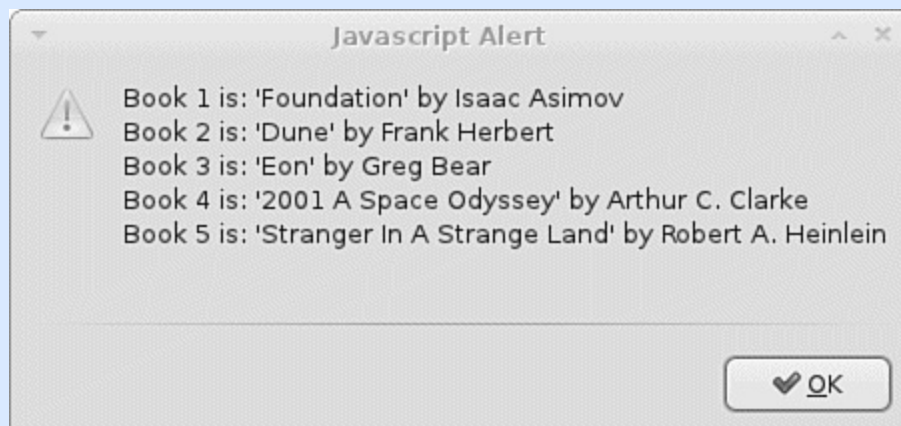 Javascript Alert
Book 1 is: 'Foundation' by Isaac Asimov
Book 2 is: 'Dune' by Frank Herbert
Book 3 is: 'Eon' by Greg Bear
Book 4 is: '2001 A Space Odyssey' by Arthur C. Clarke
Book 5 is: 'Stranger In A Strange Land' by Robert A. Heinlein
OK